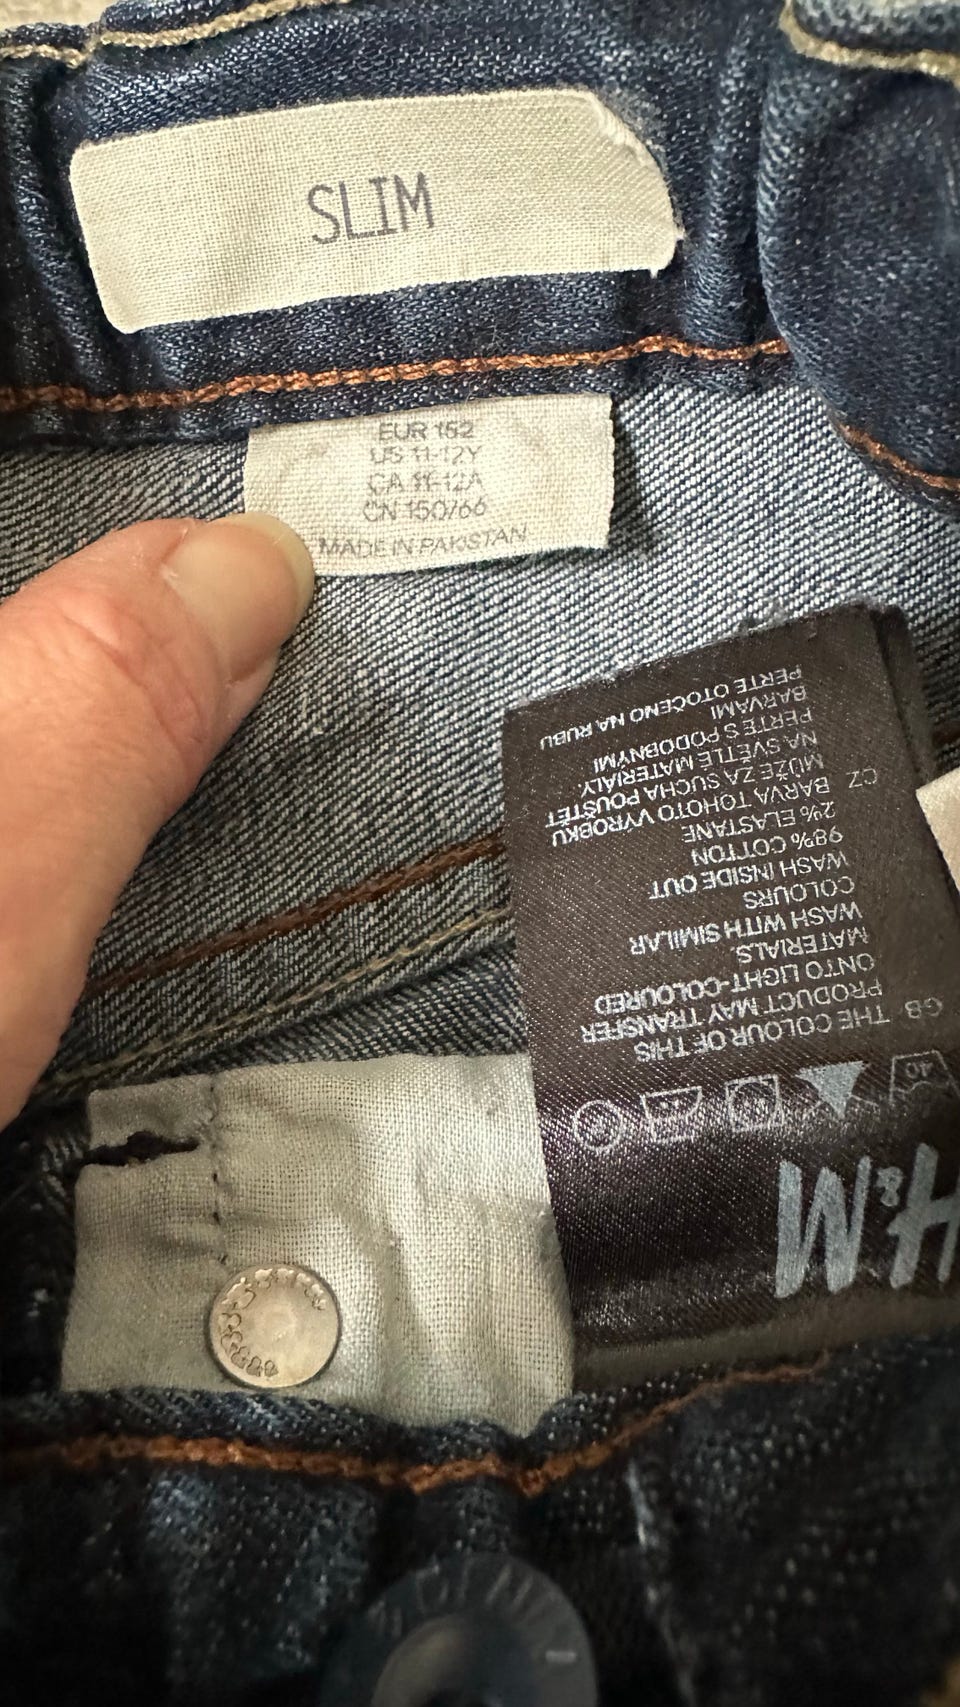 SLIM
EUR 152
US 11-12Y
CA 11-12A
CN 150/66
MADE IN PAKISTAN
H&M
40
GB THE COLOUR OF THIS
PRODUCT MAY TRANSFER
ONTO LIGHT-COLOURED
MATERIALS.
WASH WITH SIMILAR
COLOURS
WASH INSIDE OUT
98% COTTON
2% ELASTANE
CZ BARVA TOHOTO VÝROBKU
MŮŽE ZA SUCHA POUŠTĚT
NA SVĚTLÉ MATERIÁLY
PERTE S PODOBNÝMI
BARVAMI
PERTE OTOČENO NA RUBU